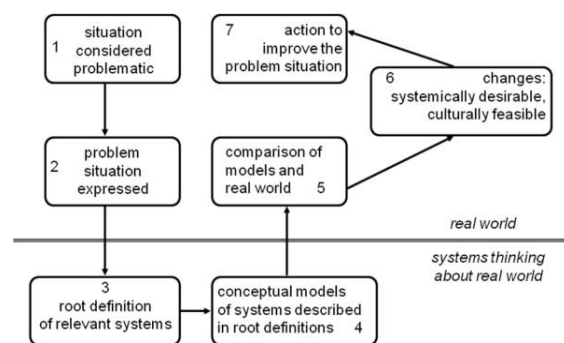 1 situation
considered
problematic
7 action to
improve the
problem situation
6 changes:
systemically desirable,
culturally feasible
2 problem
situation
expressed
comparison of
models and
real world 5
real world
systems thinking
about real world
3
root definition
of relevant systems
conceptual models
of systems described
in root definitions 4